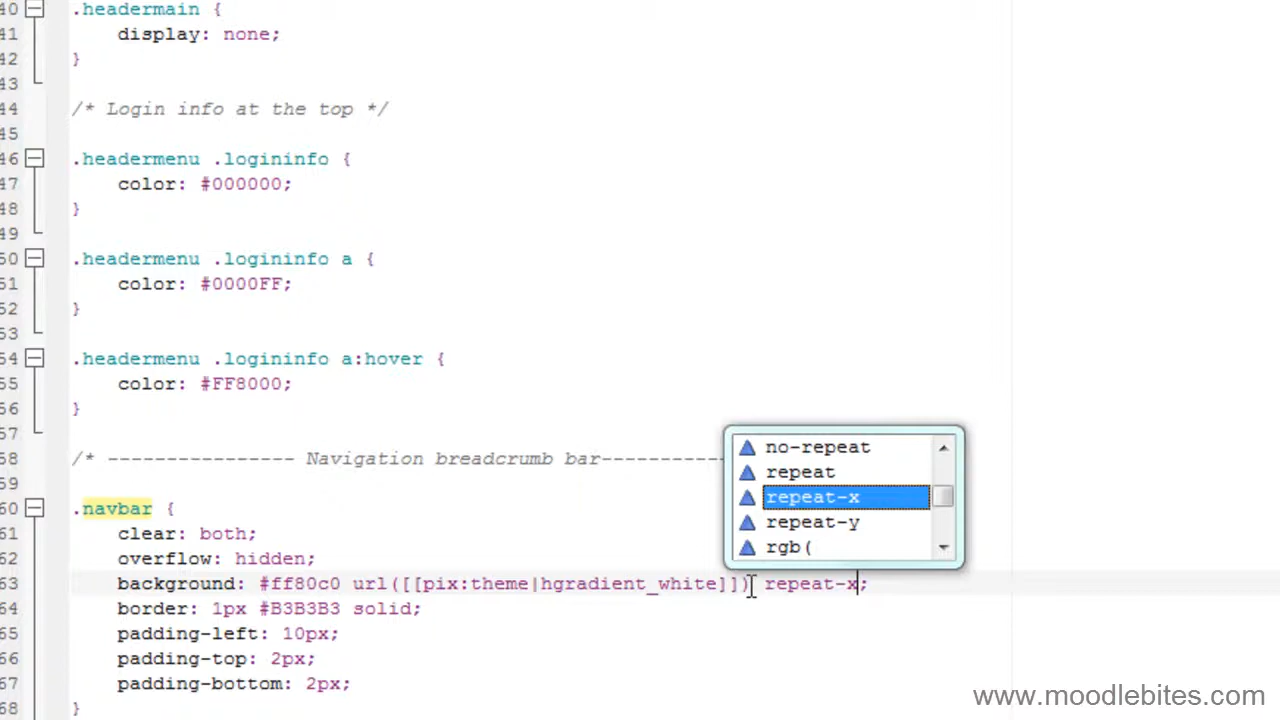 40 .headermain {
41 display: none;
42 }
43
44 /* Login info at the top */
45
46 .headermenu .logininfo {
47 color: #000000;
48 }
49
50 .headermenu .logininfo a {
51 color: #0000FF;
52 }
53
54 .headermenu .logininfo a:hover {
55 color: #FF8000;
56 }
57
58 /* ---------------- Navigation breadcrumb bar-----------
59
60 .navbar {
61 clear: both;
62 overflow: hidden;
63 background: #ff80c0 url([[pix:theme|hgradient_white]]) repeat-x;
64 border: 1px #B3B3B3 solid;
65 padding-left: 10px;
66 padding-top: 2px;
67 padding-bottom: 2px;
68 }
no-repeat
repeat
repeat-x
repeat-y
rgb(
www.moodlebites.com